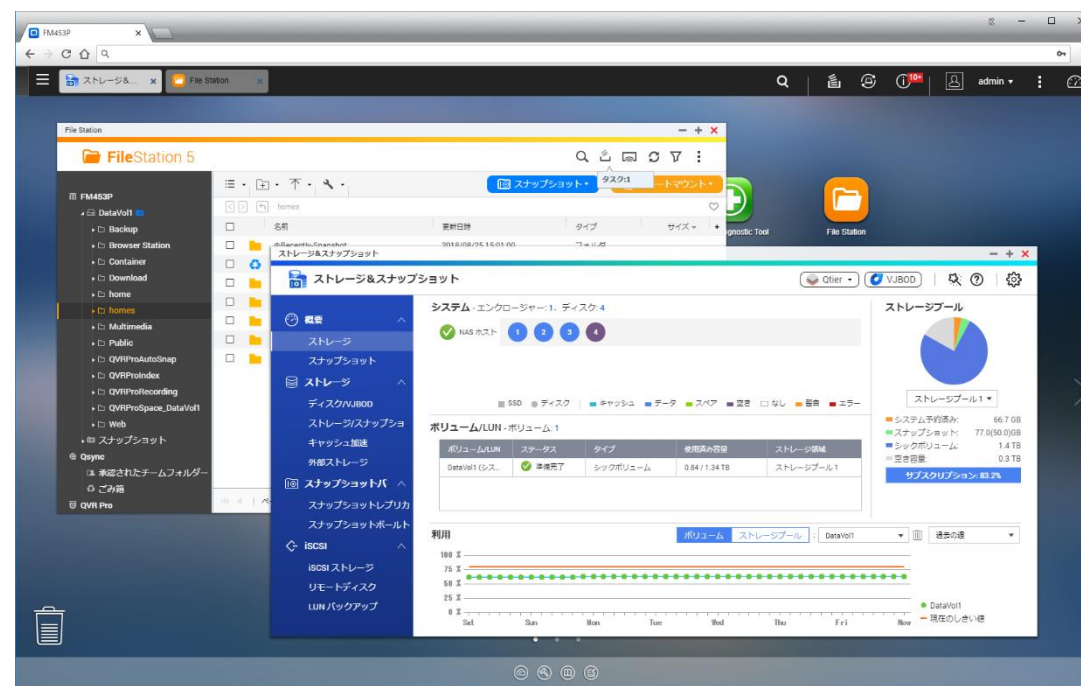 FM453P
ストレージ&...
File Station
10+
admin
File Station
FileStation 5
タスク:1
FM453P
DataVol1
Backup
Browser Station
Container
Download
home
homes
Multimedia
Public
QVRProAutoSnap
QVRProIndex
QVRProRecording
QVRProSpace_DataVol1
Web
スナップショット
Qsync
承認されたチームフォルダー
ごみ箱
QVR Pro
スナップショット
ートマウント
homes
名前
更新日時
タイプ
サイズ
@Recently-Snapshot
2018/08/25 15:01:00
フォルダ
gnostic Tool
File Station
ストレージ&スナップショット
ストレージ&スナップショット
Qtier
VJBOD
概要
ストレージ
スナップショット
ストレージ
ディスク/VJBOD
ストレージ/スナップショ
キャッシュ加速
外部ストレージ
スナップショットバ
スナップショットレプリカ
スナップショットボールト
iSCSI
iSCSI ストレージ
リモートディスク
LUN バックアップ
システム - エンクロージャー: 1、ディスク: 4
NAS ホスト 1 2 3 4
SSD ディスク キャッシュ データ スペア 空き なし 警告 エラー
ボリューム/LUN - ボリューム: 1
ボリューム/LUN ステータス タイプ 使用済み容量 ストレージ領域
DataVol1 (シス... 準備完了 シックボリューム 0.84 / 1.34 TB ストレージプール 1
ストレージプール
ストレージプール 1
システム予約済み: 66.7 GB
スナップショット: 77.0(50.0)GB
シックボリューム: 1.4 TB
空き容量: 0.3 TB
サブスクリプション: 83.2%
利用
ボリューム ストレージプール : DataVol1 過去の週
100 %
75 %
50 %
25 %
0 %
Sat Sun Mon Tue Wed Thu Fri Now
DataVol1
現在のしきい値